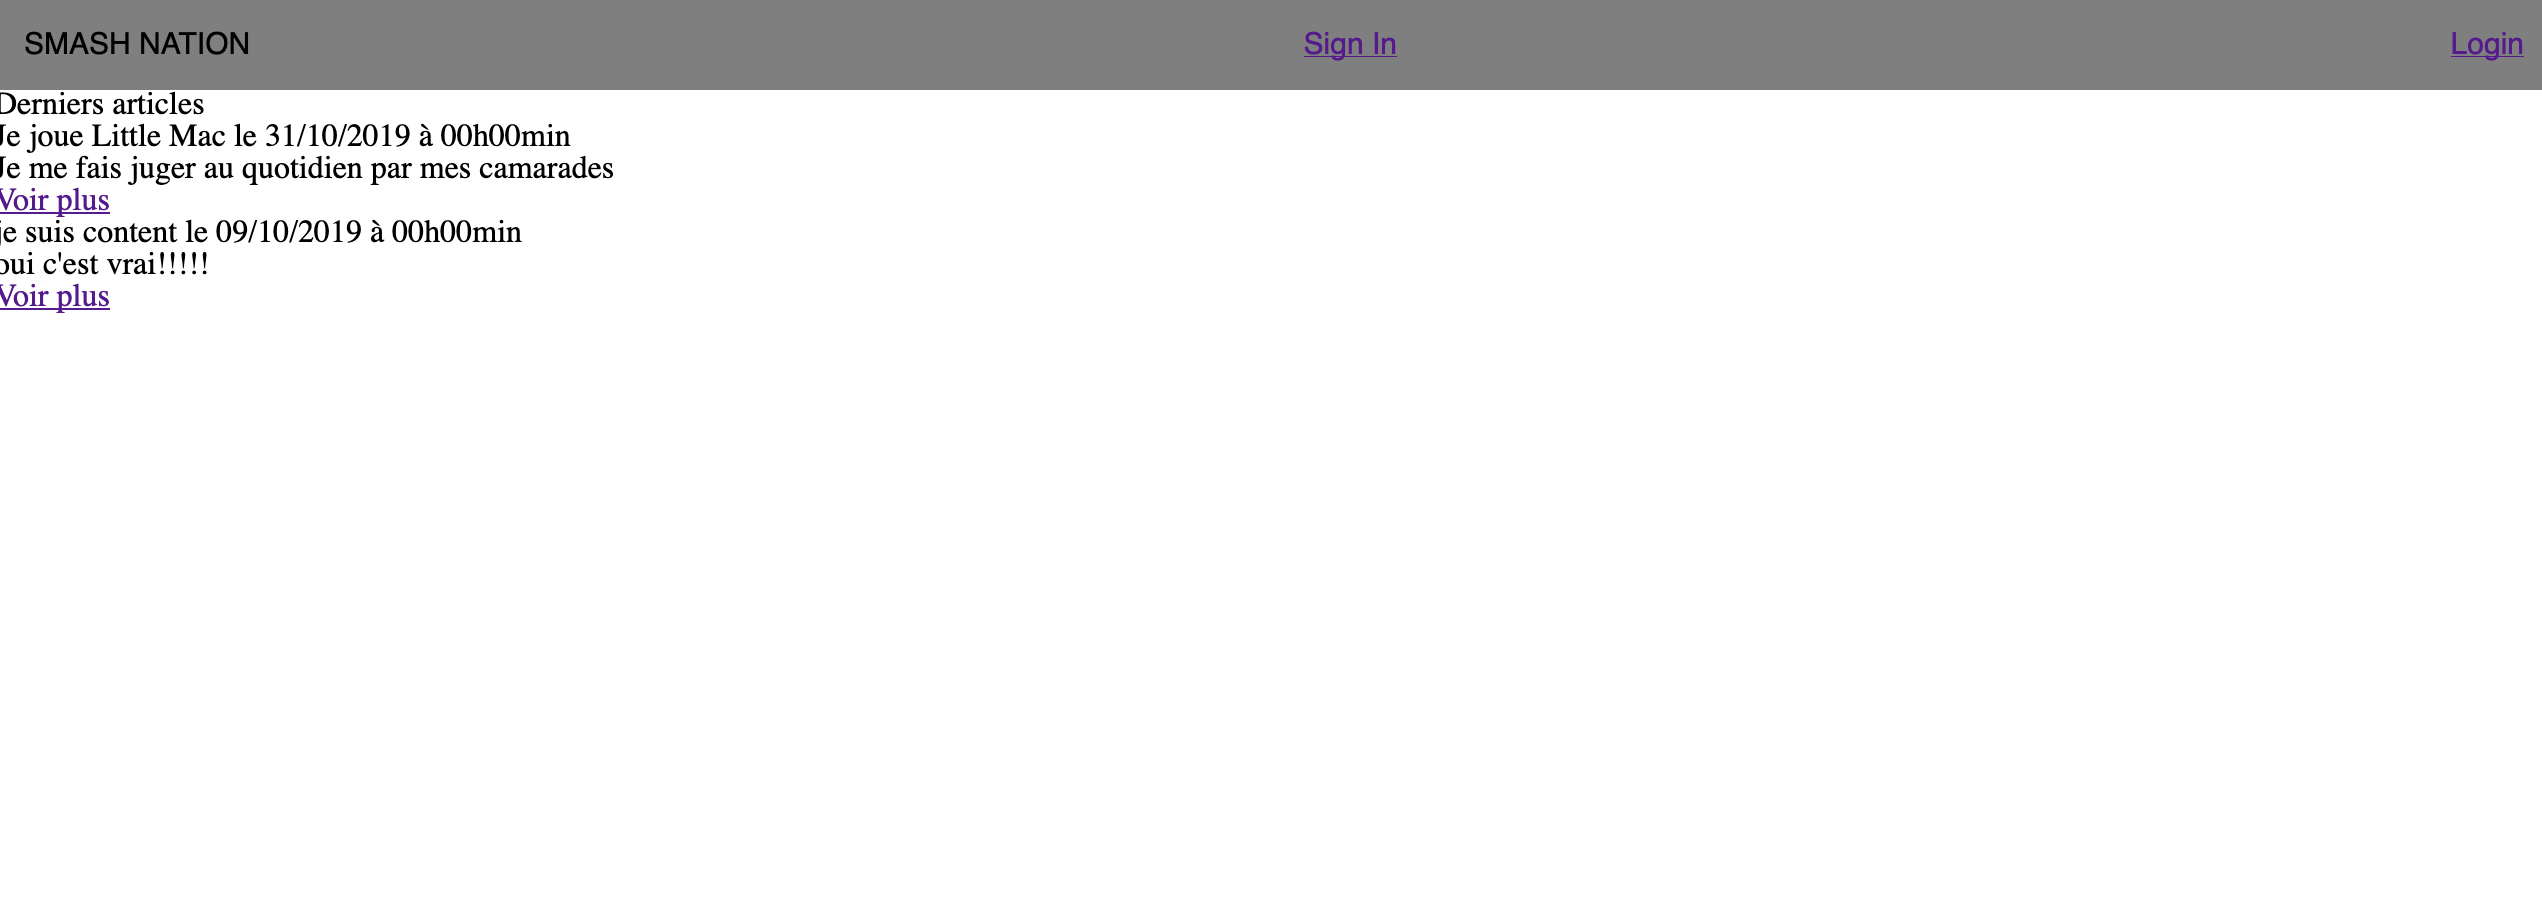 SMASH NATION Sign In Login
Derniers articles
Je joue Little Mac le 31/10/2019 à 00h00min
Je me fais juger au quotidien par mes camarades
Voir plus
je suis content le 09/10/2019 à 00h00min
oui c'est vrai!!!!!
Voir plus